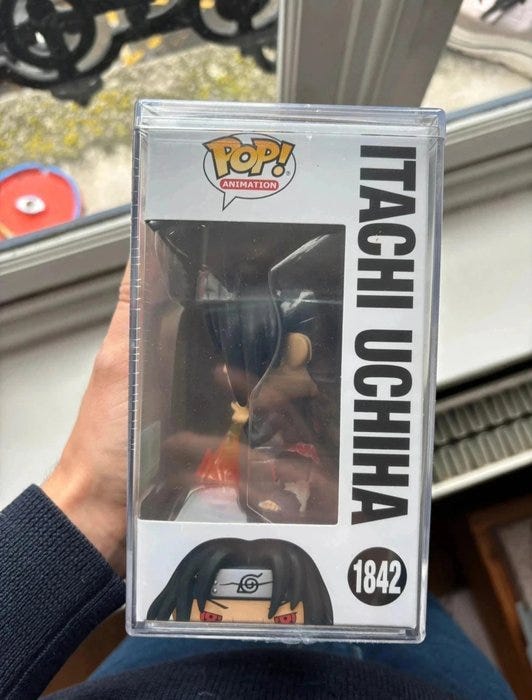 POP!
ANIMATION
ITACHI UCHIHA
1842